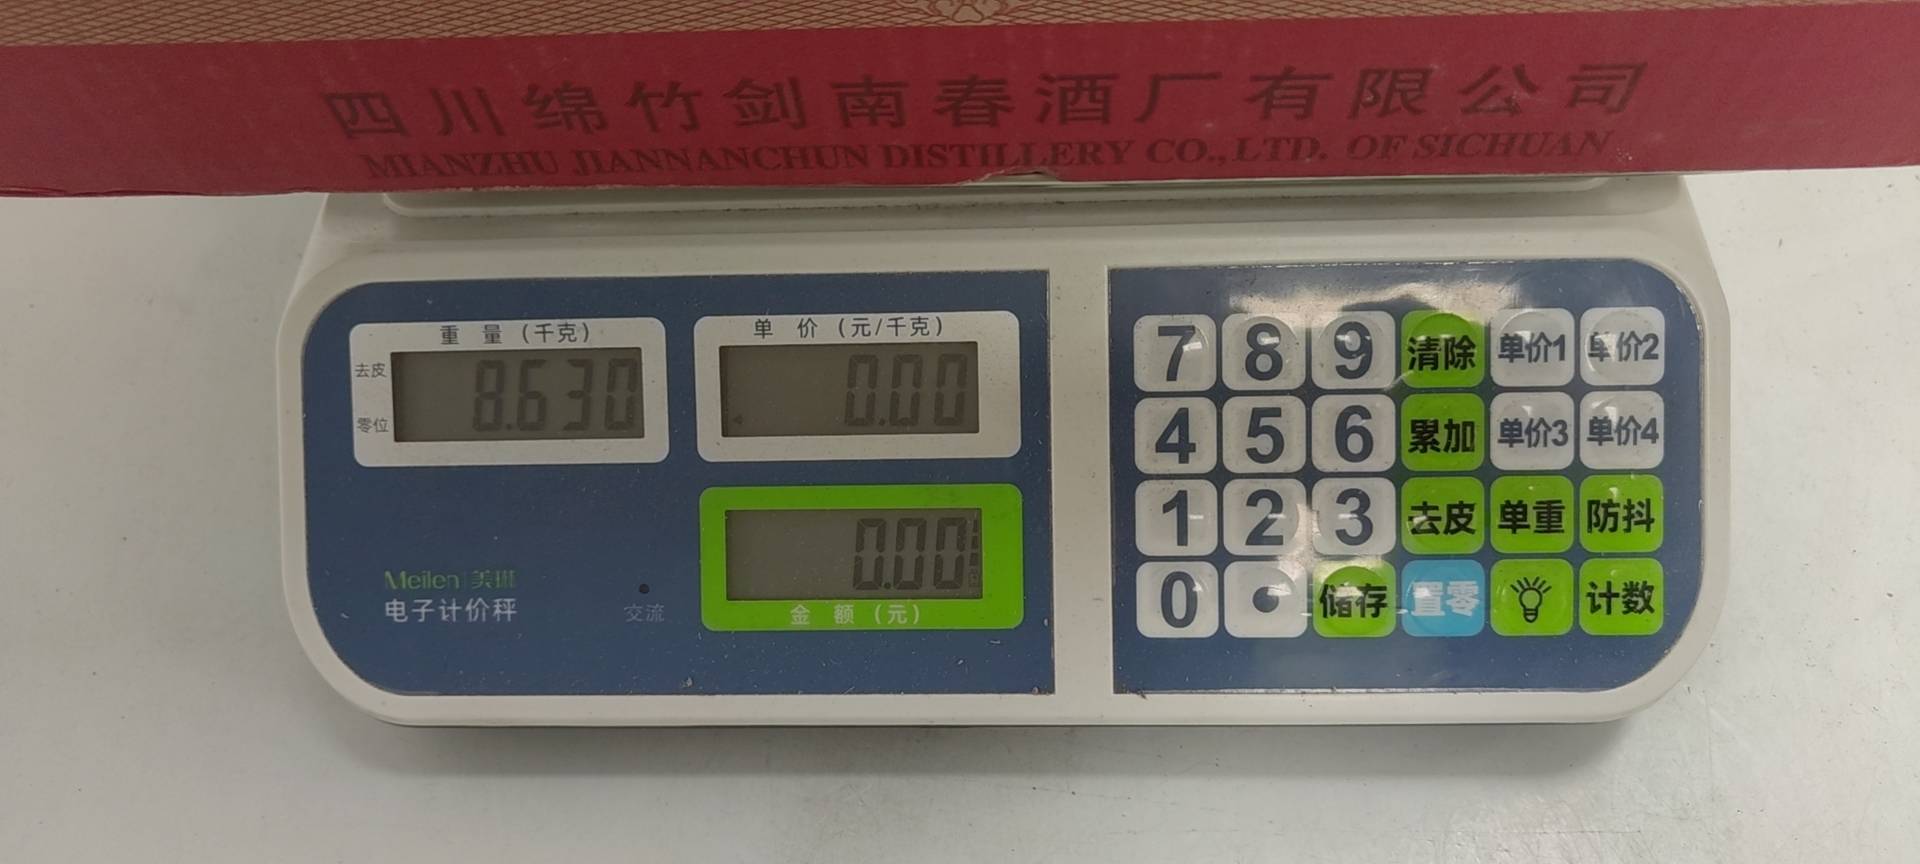 四川绵竹剑南春酒厂有限公司
MIANZHU JIANNANCHUN DISTILLERY CO., LTD. OF SICHUAN
重 量 (千克)
去皮
零位
8.630
单 价 (元/千克)
0.00
0.00
金 额 (元)
Meilen 美琳
电子计价秤
交流
7 8 9 清除 单价1 单价2
4 5 6 累加 单价3 单价4
1 2 3 去皮 单重 防抖
0 • 储存 置零 计数